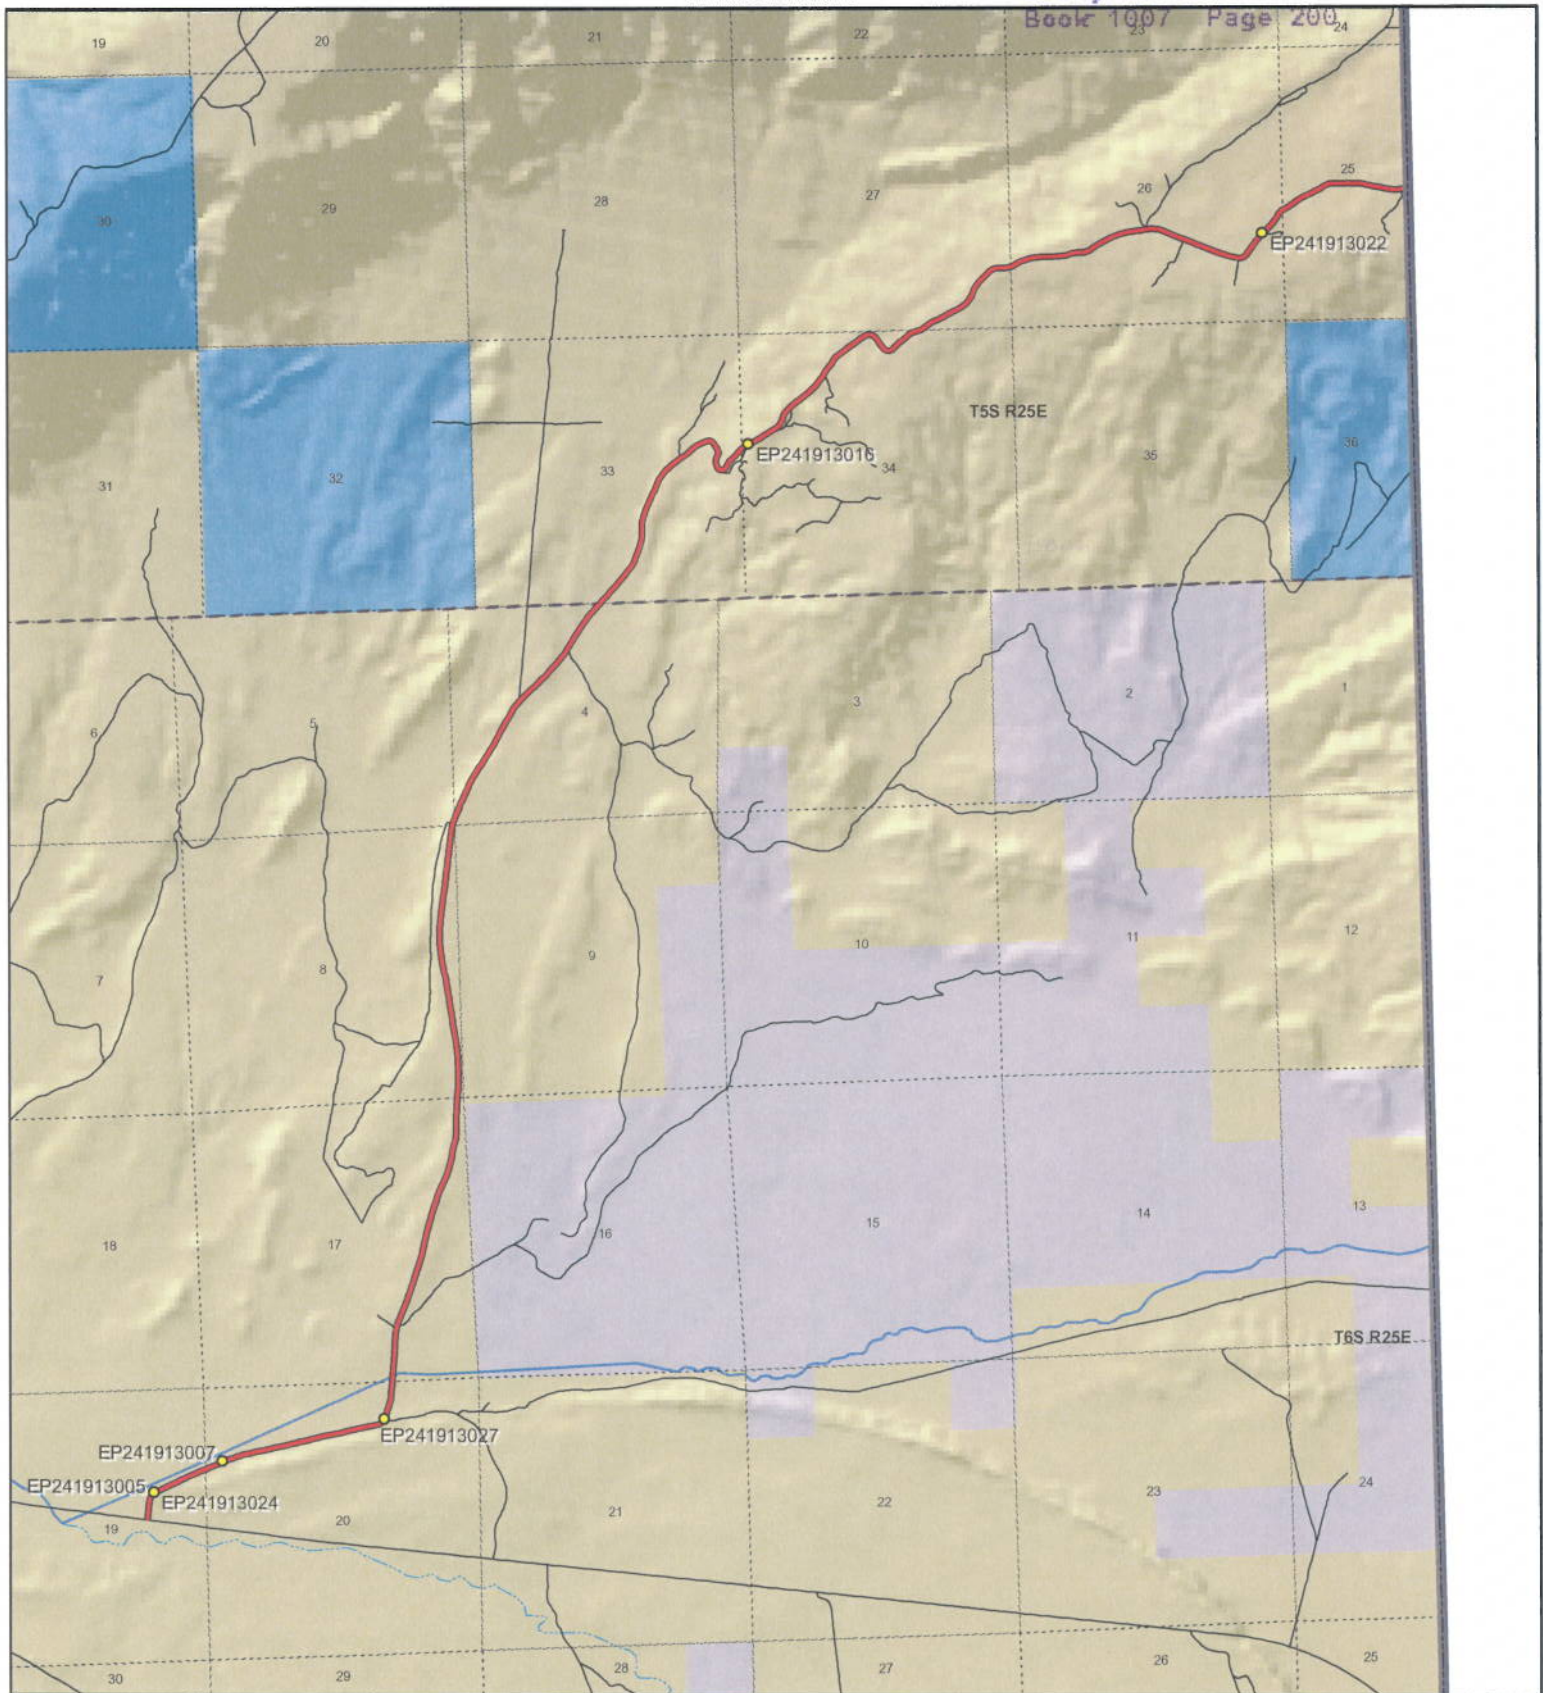 Book 1007 Page 200
19 20 21 22 23 24
30 29 28 27 26 25
EP241913022
T5S R25E
31 32 33 34 35 36
EP241913016
6 5 4 3 2 1
7 8 9 10 11 12
18 17 16 15 14 13
T6S R25E
EP241913027
EP241913007
EP241913005
EP241913024
19 20 21 22 23 24
30 29 28 27 26 25